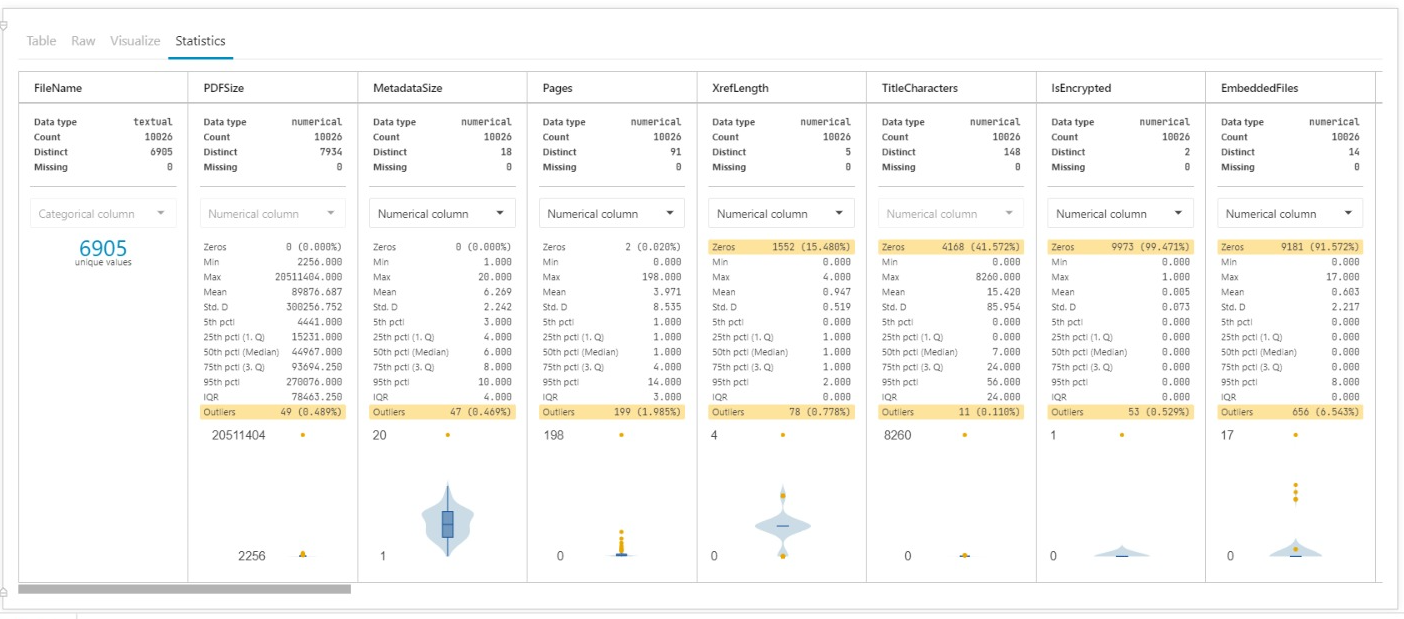 Table Raw Visualize Statistics
FileName PDFSize MetadataSize Pages XrefLength TitleCharacters IsEncrypted EmbeddedFiles
Data type textual Data type numerical Data type numerical Data type numerical Data type numerical Data type numerical Data type numerical Data type numerical
Count 10026 Count 10026 Count 10026 Count 10026 Count 10026 Count 10026 Count 10026 Count 10026
Distinct 6905 Distinct 7934 Distinct 18 Distinct 91 Distinct 5 Distinct 148 Distinct 2 Distinct 14
Missing 0 Missing 0 Missing 0 Missing 0 Missing 0 Missing 0 Missing 0 Missing 0
Categorical column Numerical column Numerical column Numerical column Numerical column Numerical column Numerical column Numerical column
6905
unique values
Zeros 0 (0.000%) Zeros 0 (0.000%) Zeros 2 (0.020%) Zeros 1552 (15.480%) Zeros 4168 (41.572%) Zeros 9973 (99.471%) Zeros 9181 (91.572%)
Min 2256.000 Min 1.000 Min 0.000 Min 0.000 Min 0.000 Min 0.000 Min 0.000
Max 20511404.000 Max 20.000 Max 198.000 Max 4.000 Max 8260.000 Max 1.000 Max 17.000
Mean 89876.687 Mean 6.269 Mean 3.971 Mean 0.947 Mean 15.420 Mean 0.005 Mean 0.603
Std. D 300256.752 Std. D 2.242 Std. D 8.535 Std. D 0.519 Std. D 85.954 Std. D 0.073 Std. D 2.217
5th pctl 4441.000 5th pctl 3.000 5th pctl 1.000 5th pctl 0.000 5th pctl 0.000 5th pctl 0.000 5th pctl 0.000
25th pctl (1. Q) 15231.000 25th pctl (1. Q) 4.000 25th pctl (1. Q) 1.000 25th pctl (1. Q) 1.000 25th pctl (1. Q) 0.000 25th pctl (1. Q) 0.000 25th pctl (1. Q) 0.000
50th pctl (Median) 44967.000 50th pctl (Median) 6.000 50th pctl (Median) 1.000 50th pctl (Median) 1.000 50th pctl (Median) 7.000 50th pctl (Median) 0.000 50th pctl (Median) 0.000
75th pctl (3. Q) 93694.250 75th pctl (3. Q) 8.000 75th pctl (3. Q) 4.000 75th pctl (3. Q) 1.000 75th pctl (3. Q) 24.000 75th pctl (3. Q) 0.000 75th pctl (3. Q) 0.000
95th pctl 270076.000 95th pctl 10.000 95th pctl 14.000 95th pctl 2.000 95th pctl 56.000 95th pctl 0.000 95th pctl 8.000
IQR 78463.250 IQR 4.000 IQR 3.000 IQR 0.000 IQR 24.000 IQR 0.000 IQR 0.000
Outliers 49 (0.489%) Outliers 47 (0.469%) Outliers 199 (1.985%) Outliers 78 (0.778%) Outliers 11 (0.110%) Outliers 53 (0.529%) Outliers 656 (6.543%)
20511404 20 198 4 8260 1 17
2256 1 0 0 0 0 0